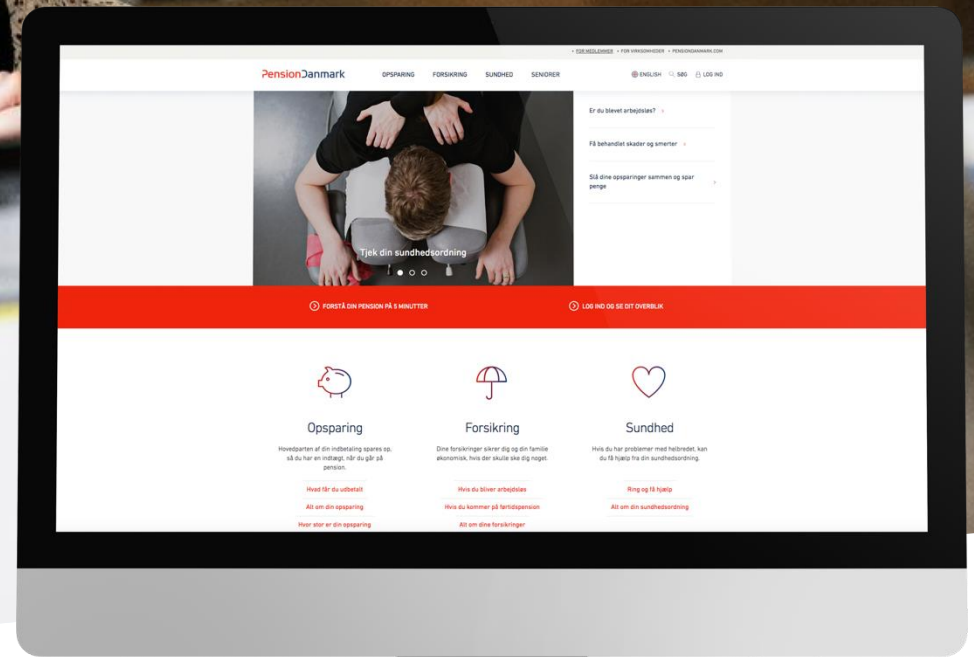 FOR MEDLEMMER FOR VIRKSOMHEDER PENSIONDANMARK.COM
PensionDanmark OPSPARING FORSIKRING SUNDHED SENIORER ENGLISH SØG LOG IND
Er du blevet arbejdsløs?
Få behandlet skader og smerter
Slå dine opsparinger sammen og spar
penge
Tjek din sundhedsordning
FORSTÅ DIN PENSION PÅ 5 MINUTTER
LOG IND OG SE DIT OVERBLIK
Opsparing
Hovedparten af din indbetaling spares op,
så du har en indtægt, når du går på
pension.
Hvad får du udbetalt
Alt om din opsparing
Hvor stor er din opsparing
Forsikring
Dine forsikringer sikrer dig og din familie
økonomisk, hvis der skulle ske dig noget.
Hvis du bliver arbejdsløs
Hvis du kommer på førtidspension
Alt om dine forsikringer
Sundhed
Hvis du har problemer med helbredet, kan
du få hjælp fra din sundhedsordning.
Ring og få hjælp
Alt om din sundhedsordning